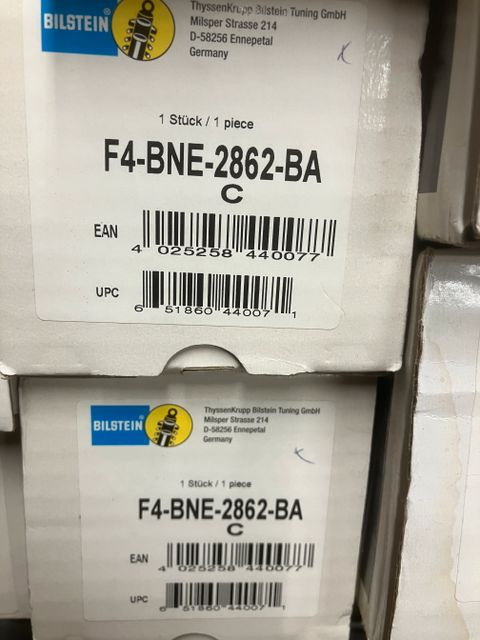 BILSTEIN
ThyssenKrupp Bilstein Tuning GmbH
Milsper Strasse 214
D-58256 Ennepetal
Germany
1 Stück / 1 piece
F4-BNE-2862-BA
C
EAN
4 025258 440077
UPC
6 51860 44007 1
BILSTEIN
ThyssenKrupp Bilstein Tuning GmbH
Milsper Strasse 214
D-58256 Ennepetal
Germany
1 Stück / 1 piece
F4-BNE-2862-BA
C
EAN
4 025258 440077
UPC
6 51860 44007 1